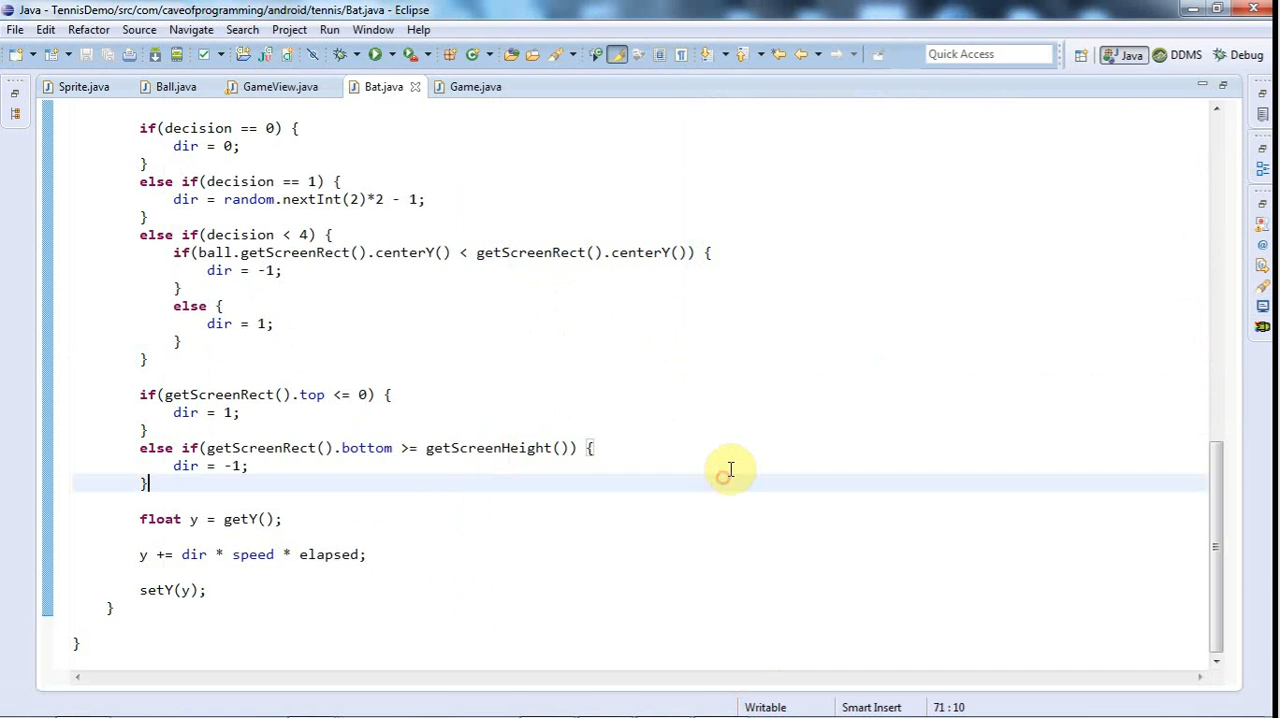 Java - TennisDemo/src/com/caveofprogramming/android/tennis/Bat.java - Eclipse
File Edit Refactor Source Navigate Search Project Run Window Help
Quick Access Java DDMS Debug
Sprite.java Ball.java GameView.java Bat.java Game.java
if(decision == 0) {
dir = 0;
}
else if(decision == 1) {
dir = random.nextInt(2)*2 - 1;
}
else if(decision < 4) {
if(ball.getScreenRect().centerY() < getScreenRect().centerY()) {
dir = -1;
}
else {
dir = 1;
}
}
if(getScreenRect().top <= 0) {
dir = 1;
}
else if(getScreenRect().bottom >= getScreenHeight()) {
dir = -1;
}
float y = getY();
y += dir * speed * elapsed;
setY(y);
}
}
Writable Smart Insert 71 : 10